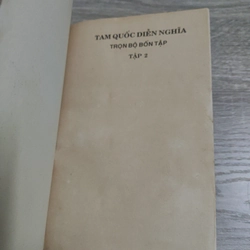 TAM QUỐC DIỄN NGHĨA
TRỌN BỘ BỐN TẬP
TẬP 2